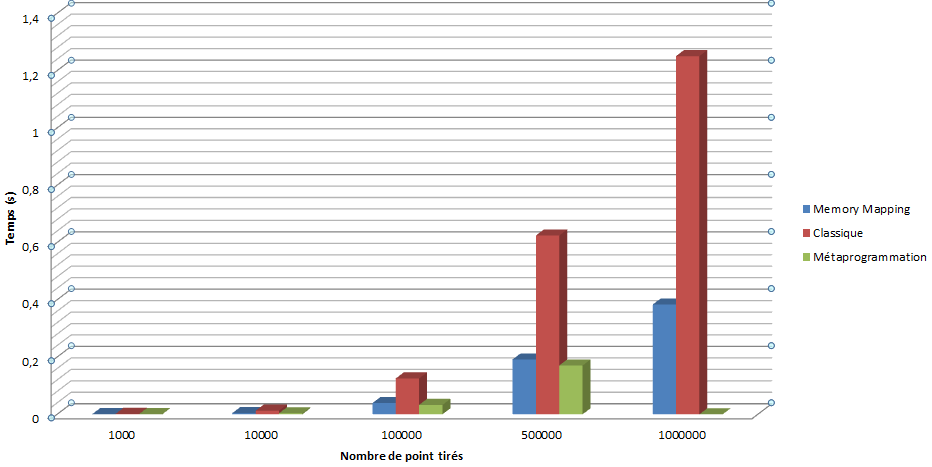 1,4
1,2
1
0,8
0,6
0,4
0,2
0
Temps (s)
1000
10000
100000
500000
1000000
Nombre de point tirés
Memory Mapping
Classique
Métaprogrammation